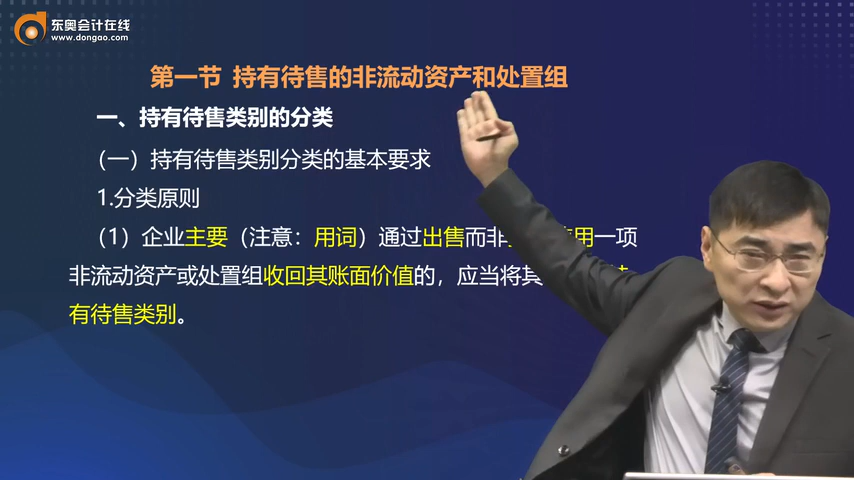 东奥会计在线
www.dongao.com
第一节 持有待售的非流动资产和处置组
一、持有待售类别的分类
（一）持有待售类别分类的基本要求
1.分类原则
（1）企业主要（注意：用词）通过出售而非用一项
非流动资产或处置组收回其账面价值的，应当将其
有待售类别。